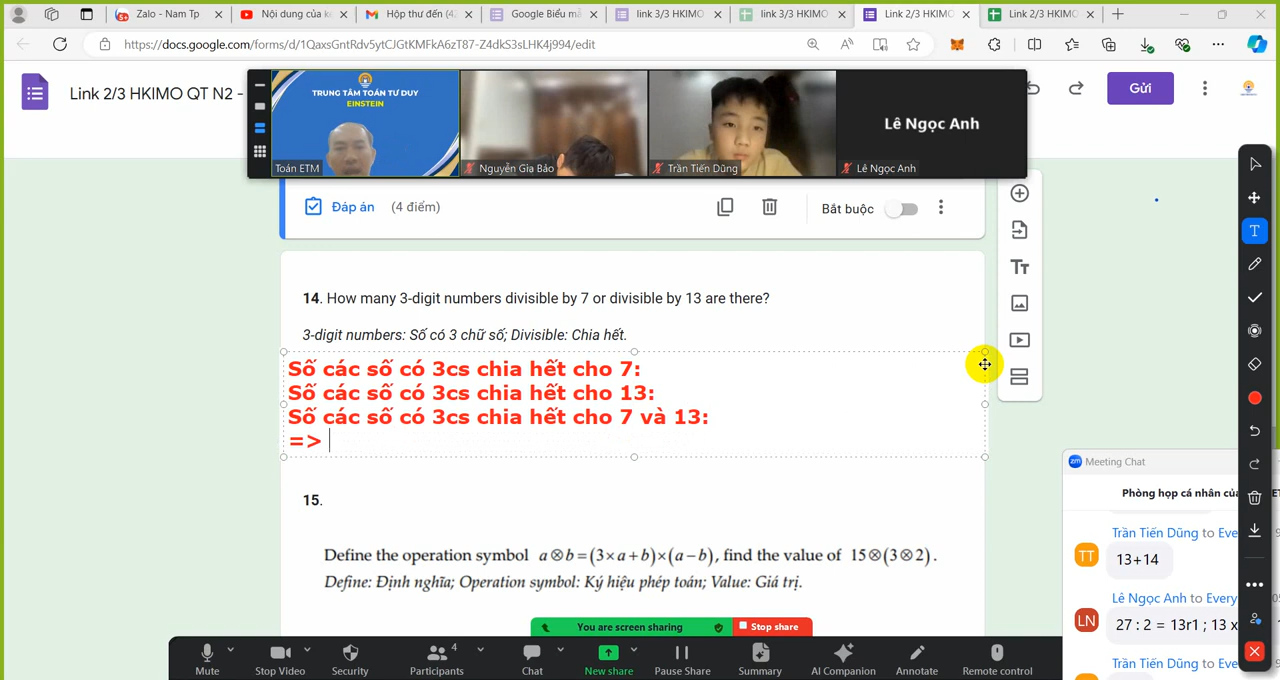 Zalo - Nam Tp
Nội dung của k
Hộp thư đến (4
Google Biểu m
link 3/3 HKIMO
link 3/3 HKIMO
Link 2/3 HKIMO
Link 2/3 HKIMO
https://docs.google.com/forms/d/1QaxsGntRdv5ytCJGtKMFkA6zT87-Z4dkS3sLHK4j994/edit
Link 2/3 HKIMO QT N2 -
Gửi
TRUNG TÂM TOÁN TƯ DUY
EINSTEIN
Toán ETM
Nguyễn Gia Bảo
Trần Tiến Dũng
Lê Ngọc Anh
Lê Ngọc Anh
Đáp án (4 điểm)
Bắt buộc
14. How many 3-digit numbers divisible by 7 or divisible by 13 are there?
3-digit numbers: Số có 3 chữ số; Divisible: Chia hết.
Số các số có 3cs chia hết cho 7:
Số các số có 3cs chia hết cho 13:
Số các số có 3cs chia hết cho 7 và 13:
=>
15.
Define the operation symbol a⊗b=(3×a+b)×(a−b), find the value of 15⊗(3⊗2).
Define: Định nghĩa; Operation symbol: Ký hiệu phép toán; Value: Giá trị.
Tт
T
zm Meeting Chat
Phòng họp cá nhân của
Trần Tiến Dũng to Eve
TT
13+14
Lê Ngọc Anh to Every
LN
27 : 2 = 13r1 ; 13 x
Trần Tiến Dũng to Eve
You are screen sharing
Stop share
Mute
Stop Video
Security
Participants
4
Chat
New share
Pause Share
Summary
AI Companion
Annotate
Remote control